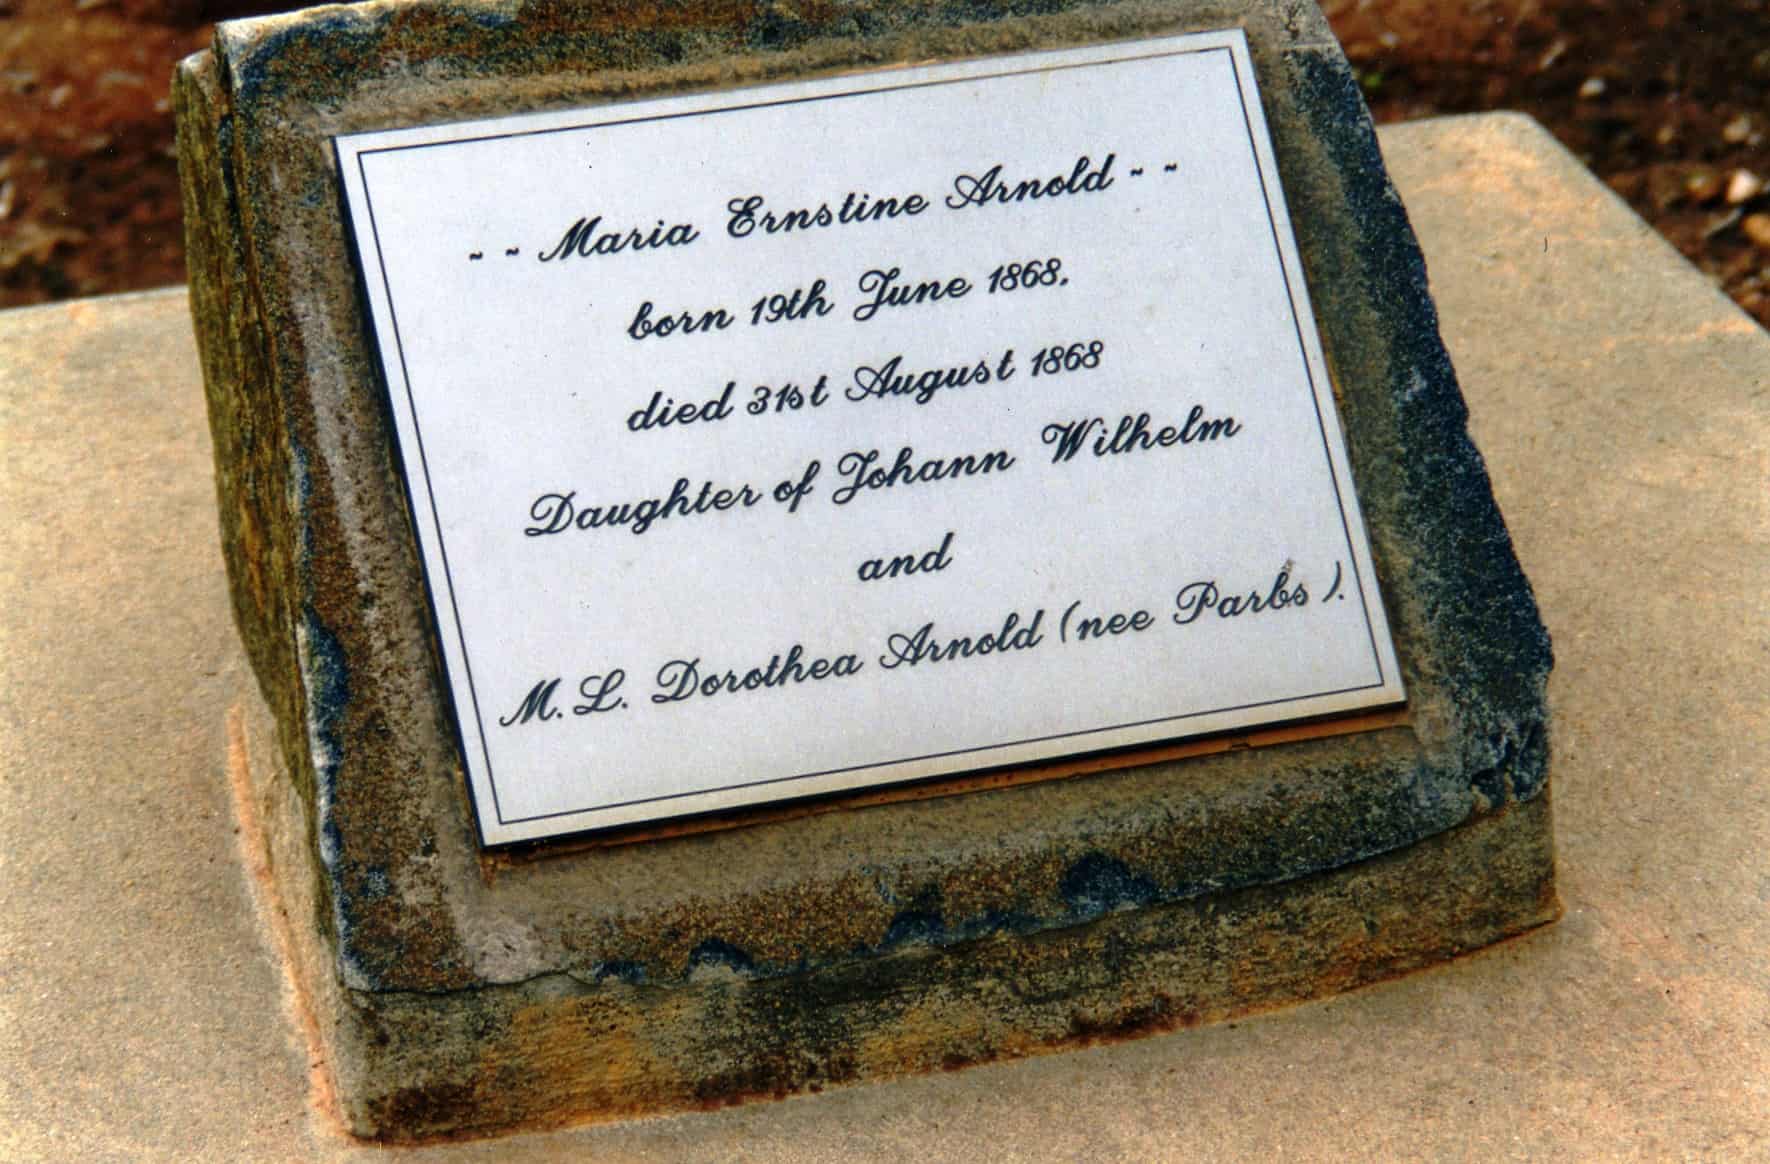 ~ ~ Maria Ernstine Arnold ~ ~
born 19th June 1868.
died 31st August 1868
Daughter of Johann Wilhelm
and
M. L. Dorothea Arnold (nee Parbs).